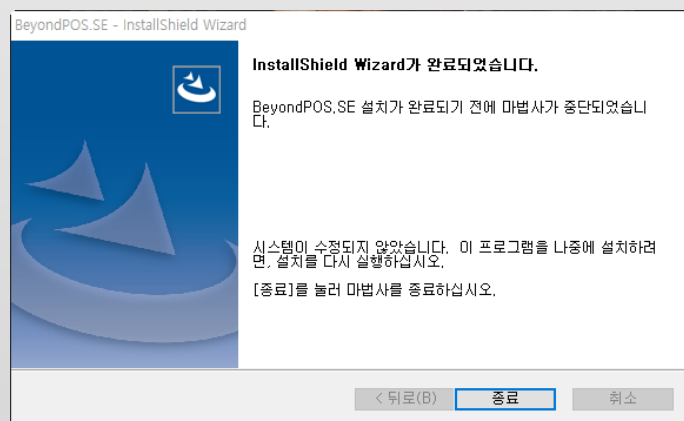 BeyondPOS.SE - InstallShield Wizard
InstallShield Wizard가 완료되었습니다.
BeyondPOS.SE 설치가 완료되기 전에 마법사가 중단되었습니
다.
시스템이 수정되지 않았습니다. 이 프로그램을 나중에 설치하려
면, 설치를 다시 실행하십시오.
[종료]를 눌러 마법사를 종료하십시오.
< 뒤로(B) 종료 취소